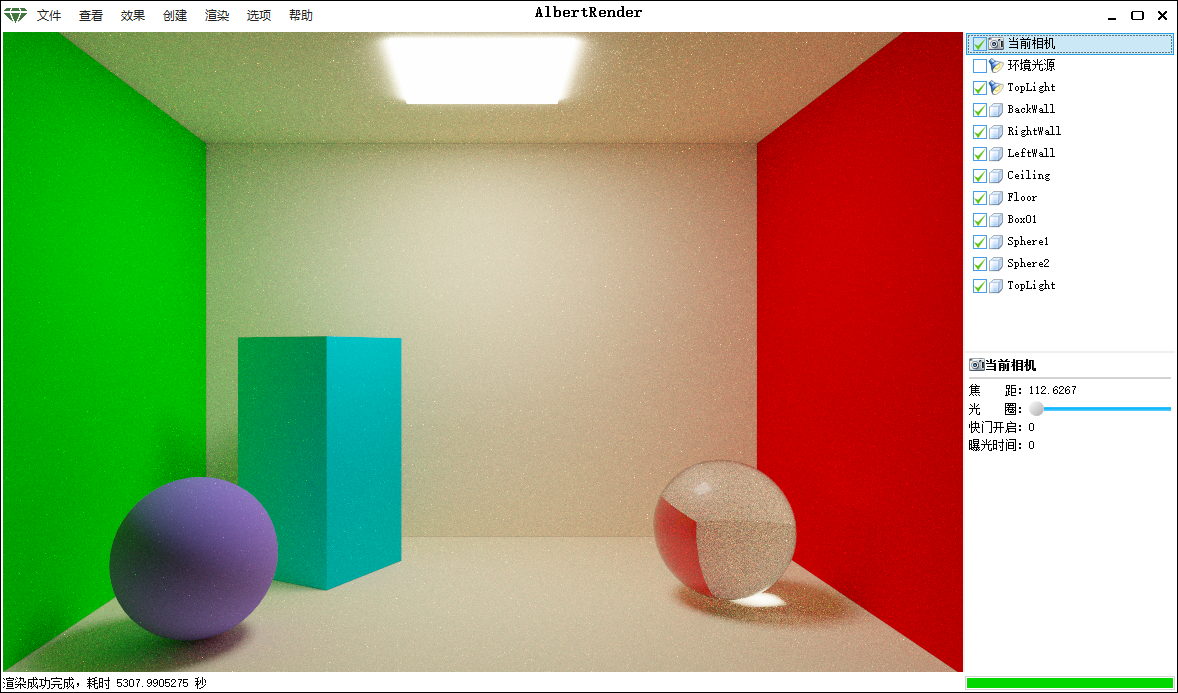 AlbertRender
文件 查看 效果 创建 渲染 选项 帮助
当前相机
环境光源
TopLight
BackWall
RightWall
LeftWall
Ceiling
Floor
Box01
Sphere1
Sphere2
TopLight
当前相机
焦 距: 112.6267
光 圈:
快门开启: 0
曝光时间: 0
渲染成功完成, 耗时 5307.9905275 秒